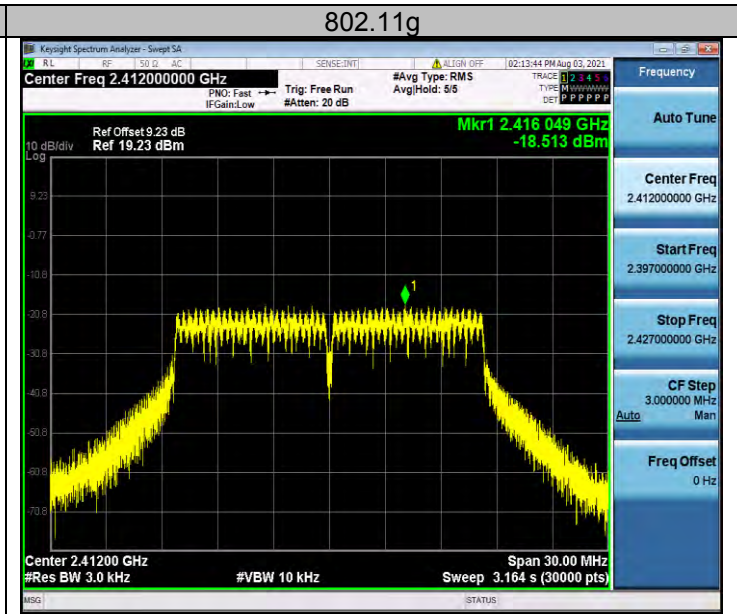 802.11g
Keysight Spectrum Analyzer - Swept SA
RL RF 50 Ω AC SENSE:INT ALIGN OFF 02:13:44 PM Aug 03, 2021
Center Freq 2.412000000 GHz
PNO: Fast
IFGain:Low
Trig: Free Run
#Atten: 20 dB
#Avg Type: RMS
Avg|Hold: 5/5
TRACE 1 2 3 4 5 6
TYPE M WWWWW
DET P P P P P P
Frequency
Mkr1 2.416 049 GHz
-18.513 dBm
Ref Offset 9.23 dB
10 dB/div Ref 19.23 dBm
Log
9.23
-0.77
-10.8
-20.8
-30.8
-40.8
-50.8
-60.8
-70.8
1
Center 2.41200 GHz Span 30.00 MHz
#Res BW 3.0 kHz #VBW 10 kHz Sweep 3.164 s (30000 pts)
MSG STATUS
Auto Tune
Center Freq
2.412000000 GHz
Start Freq
2.397000000 GHz
Stop Freq
2.427000000 GHz
CF Step
3.000000 MHz
Auto Man
Freq Offset
0 Hz